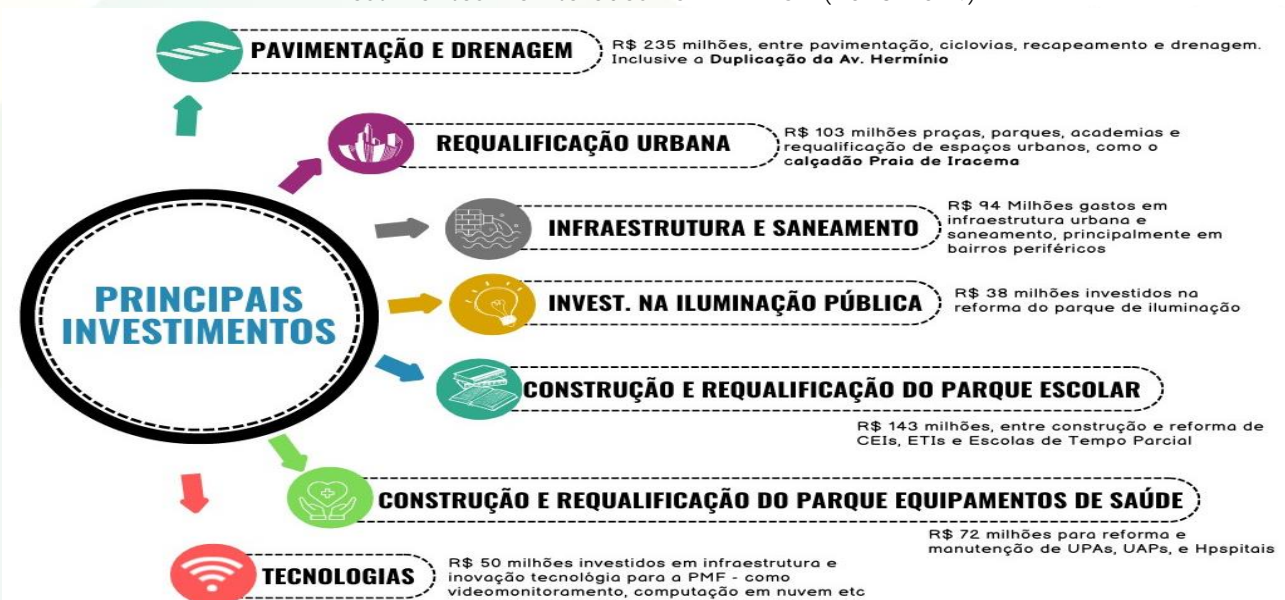 PAVIMENTAÇÃO E DRENAGEM
R$ 235 milhões, entre pavimentação, ciclovias, recapeamento e drenagem.
Inclusive a Duplicação da Av. Hermínio
REQUALIFICAÇÃO URBANA
R$ 103 milhões praças, parques, academias e
requalificação de espaços urbanos, como o
calçadão Praia de Iracema
INFRAESTRUTURA E SANEAMENTO
R$ 94 Milhões gastos em
infraestrutura urbana e
saneamento, principalmente em
bairros periféricos
PRINCIPAIS
INVESTIMENTOS
INVEST. NA ILUMINAÇÃO PÚBLICA
R$ 38 milhões investidos na
reforma do parque de iluminação
CONSTRUÇÃO E REQUALIFICAÇÃO DO PARQUE ESCOLAR
R$ 143 milhões, entre construção e reforma de
CEIs, ETIs e Escolas de Tempo Parcial
CONSTRUÇÃO E REQUALIFICAÇÃO DO PARQUE EQUIPAMENTOS DE SAÚDE
R$ 72 milhões para reforma e
manutenção de UPAs, UAPs, e Hpspitais
TECNOLOGIAS
R$ 50 milhões investidos em infraestrutura e
inovação tecnológia para a PMF - como
videomonitoramento, computação em nuvem etc